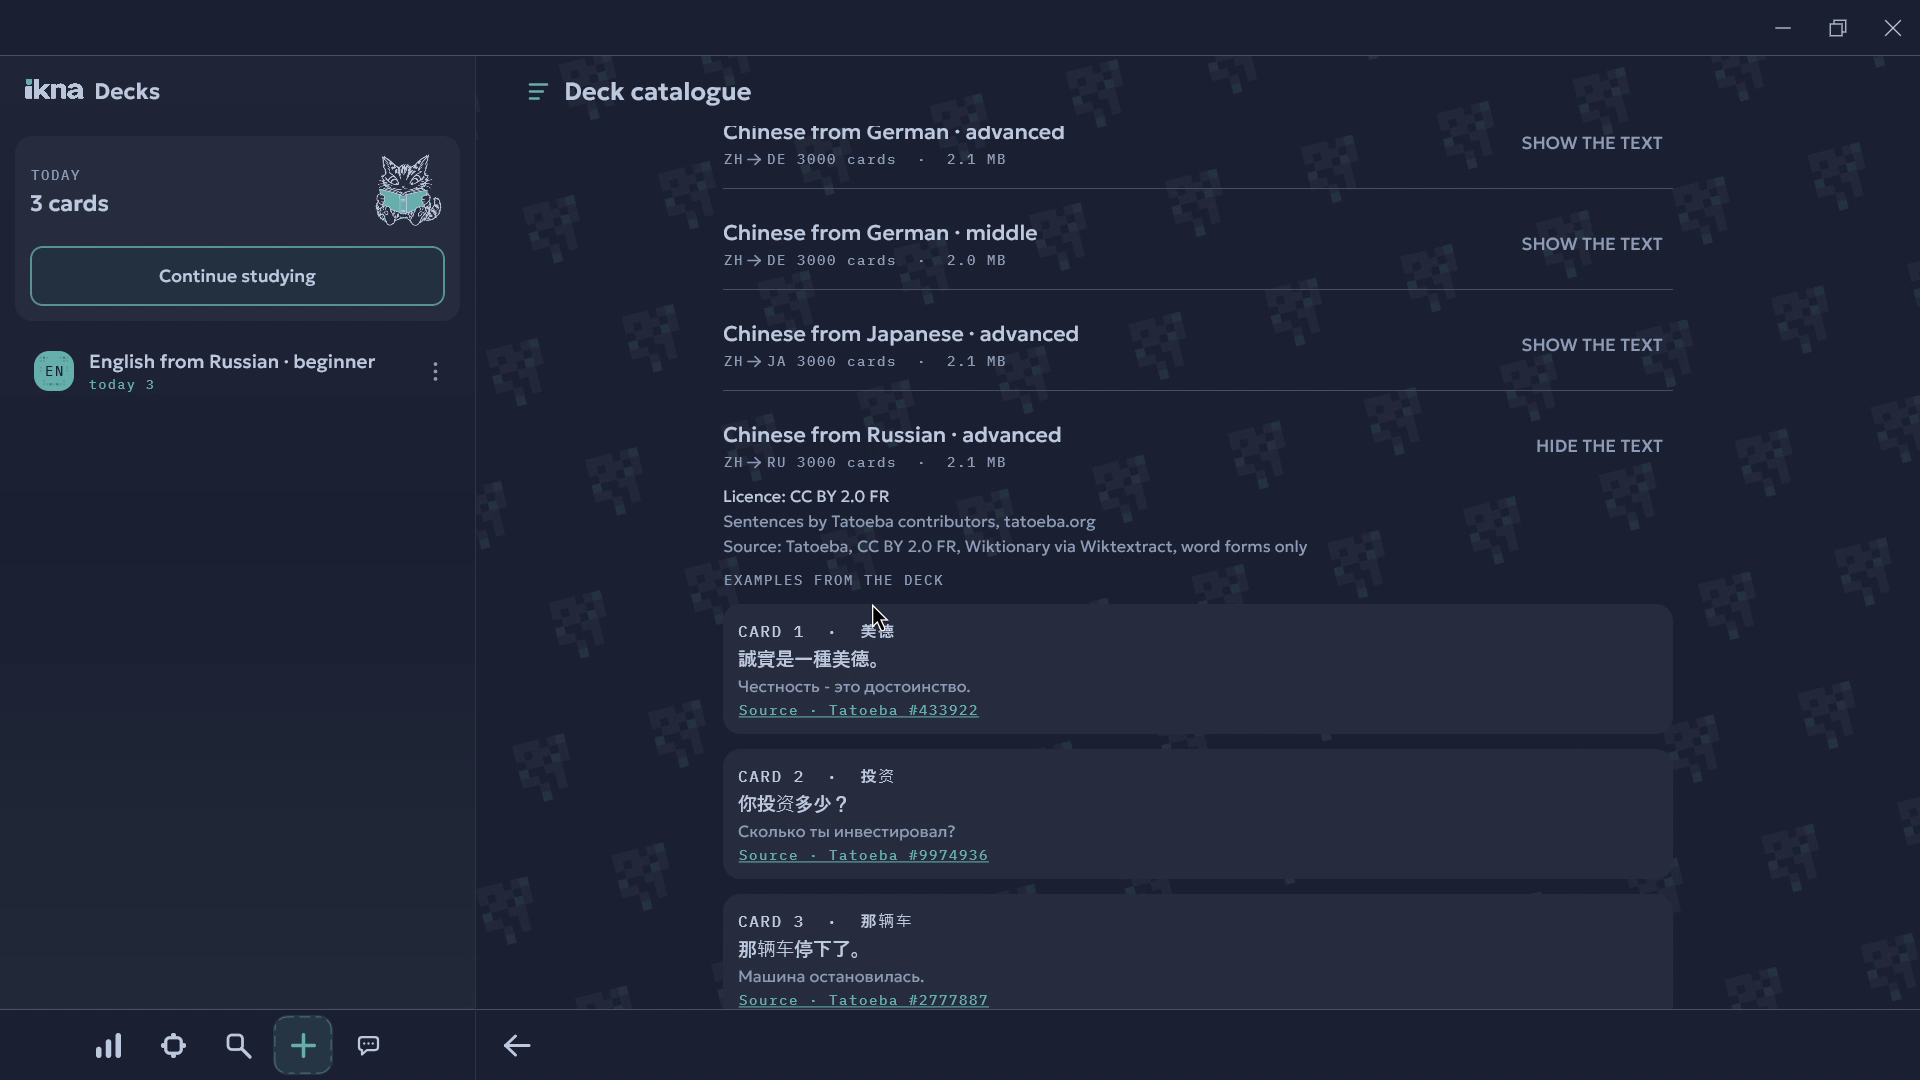 ikna Decks
TODAY
3 cards
Continue studying
EN
English from Russian · beginner
today 3
Deck catalogue
Chinese from German · advanced
ZH→DE 3000 cards · 2.1 MB
SHOW THE TEXT
Chinese from German · middle
ZH→DE 3000 cards · 2.0 MB
SHOW THE TEXT
Chinese from Japanese · advanced
ZH→JA 3000 cards · 2.1 MB
SHOW THE TEXT
Chinese from Russian · advanced
ZH→RU 3000 cards · 2.1 MB
HIDE THE TEXT
Licence: CC BY 2.0 FR
Sentences by Tatoeba contributors, tatoeba.org
Source: Tatoeba, CC BY 2.0 FR, Wiktionary via Wiktextract, word forms only
EXAMPLES FROM THE DECK
CARD 1 · 美德
誠實是一種美德。
Честность - это достоинство.
Source · Tatoeba #433922
CARD 2 · 投资
你投资多少？
Сколько ты инвестировал?
Source · Tatoeba #9974936
CARD 3 · 那辆车
那辆车停下了。
Машина остановилась.
Source · Tatoeba #2777887